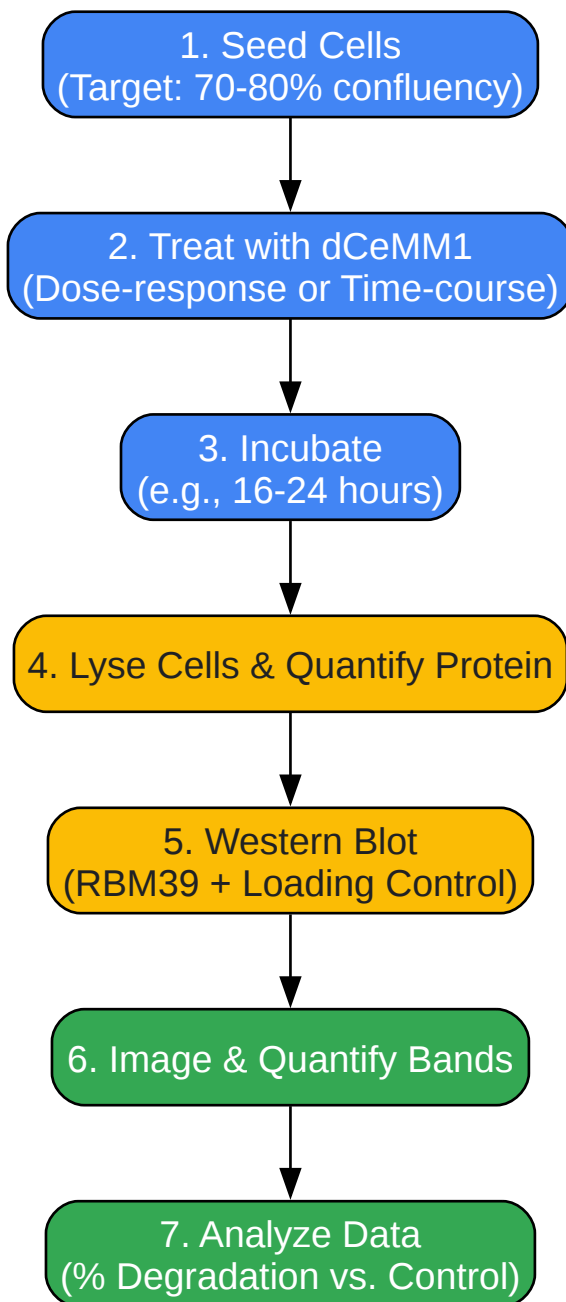 1. Seed Cells
(Target: 70-80% confluency)
2. Treat with dCeMM1
(Dose-response or Time-course)
3. Incubate
(e.g., 16-24 hours)
4. Lyse Cells & Quantify Protein
5. Western Blot
(RBM39 + Loading Control)
6. Image & Quantify Bands
7. Analyze Data
(% Degradation vs. Control)